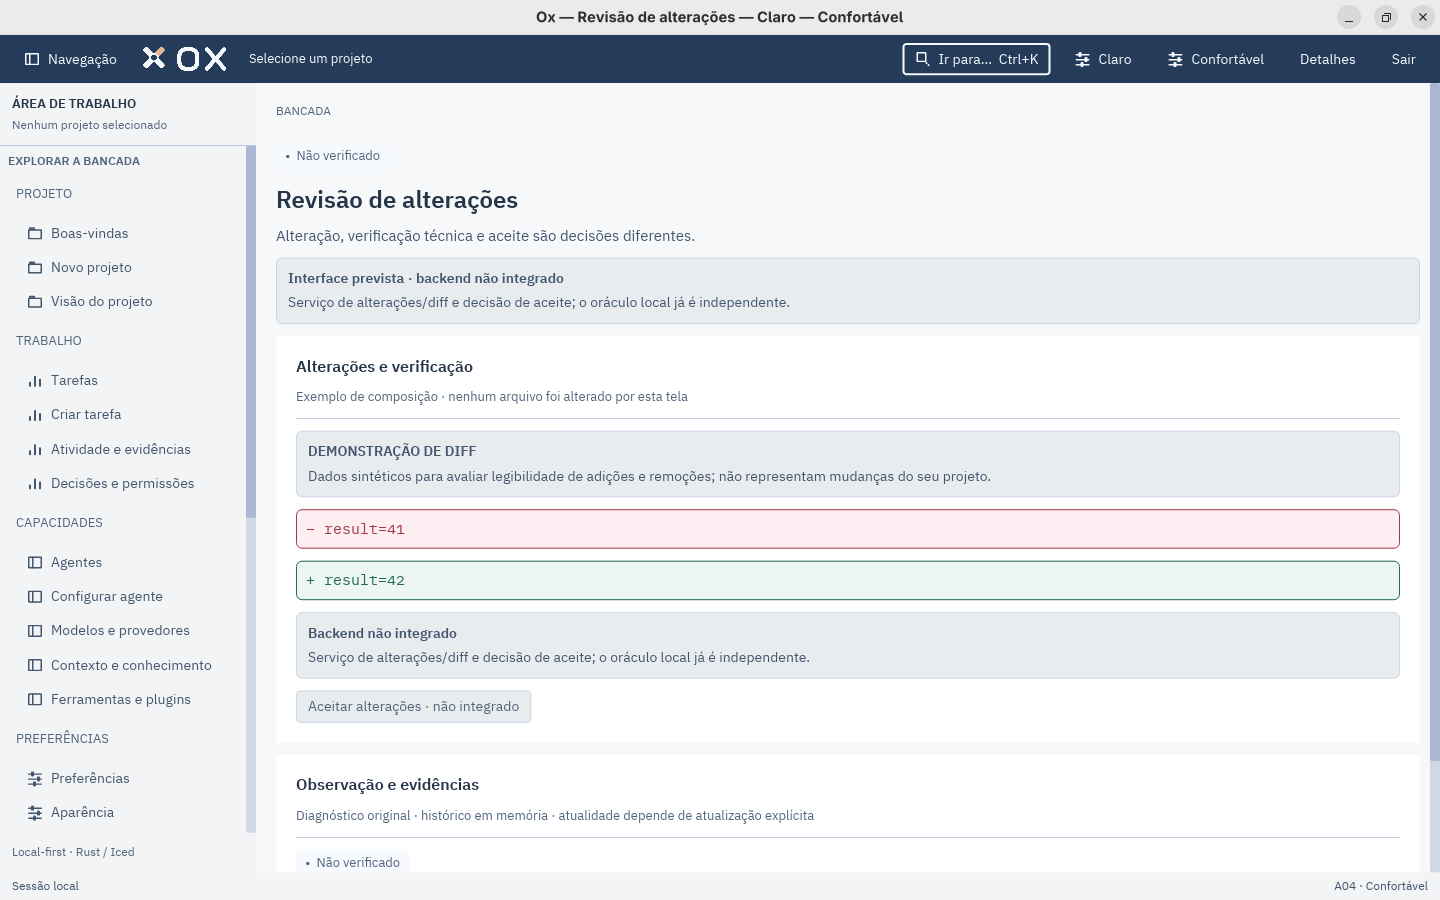 Ox — Revisão de alterações — Claro — Confortável
Navegação
OX
Selecione um projeto
Ir para... Ctrl+K
Claro
Confortável
Detalhes
Sair
ÁREA DE TRABALHO
Nenhum projeto selecionado
EXPLORAR A BANCADA
PROJETO
Boas-vindas
Novo projeto
Visão do projeto
TRABALHO
Tarefas
Criar tarefa
Atividade e evidências
Decisões e permissões
CAPACIDADES
Agentes
Configurar agente
Modelos e provedores
Contexto e conhecimento
Ferramentas e plugins
PREFERÊNCIAS
Preferências
Aparência
Local-first · Rust / Iced
BANCADA
• Não verificado
Revisão de alterações
Alteração, verificação técnica e aceite são decisões diferentes.
Interface prevista · backend não integrado
Serviço de alterações/diff e decisão de aceite; o oráculo local já é independente.
Alterações e verificação
Exemplo de composição · nenhum arquivo foi alterado por esta tela
DEMONSTRAÇÃO DE DIFF
Dados sintéticos para avaliar legibilidade de adições e remoções; não representam mudanças do seu projeto.
− result=41
+ result=42
Backend não integrado
Serviço de alterações/diff e decisão de aceite; o oráculo local já é independente.
Aceitar alterações · não integrado
Observação e evidências
Diagnóstico original · histórico em memória · atualidade depende de atualização explícita
• Não verificado
Sessão local
A04 · Confortável